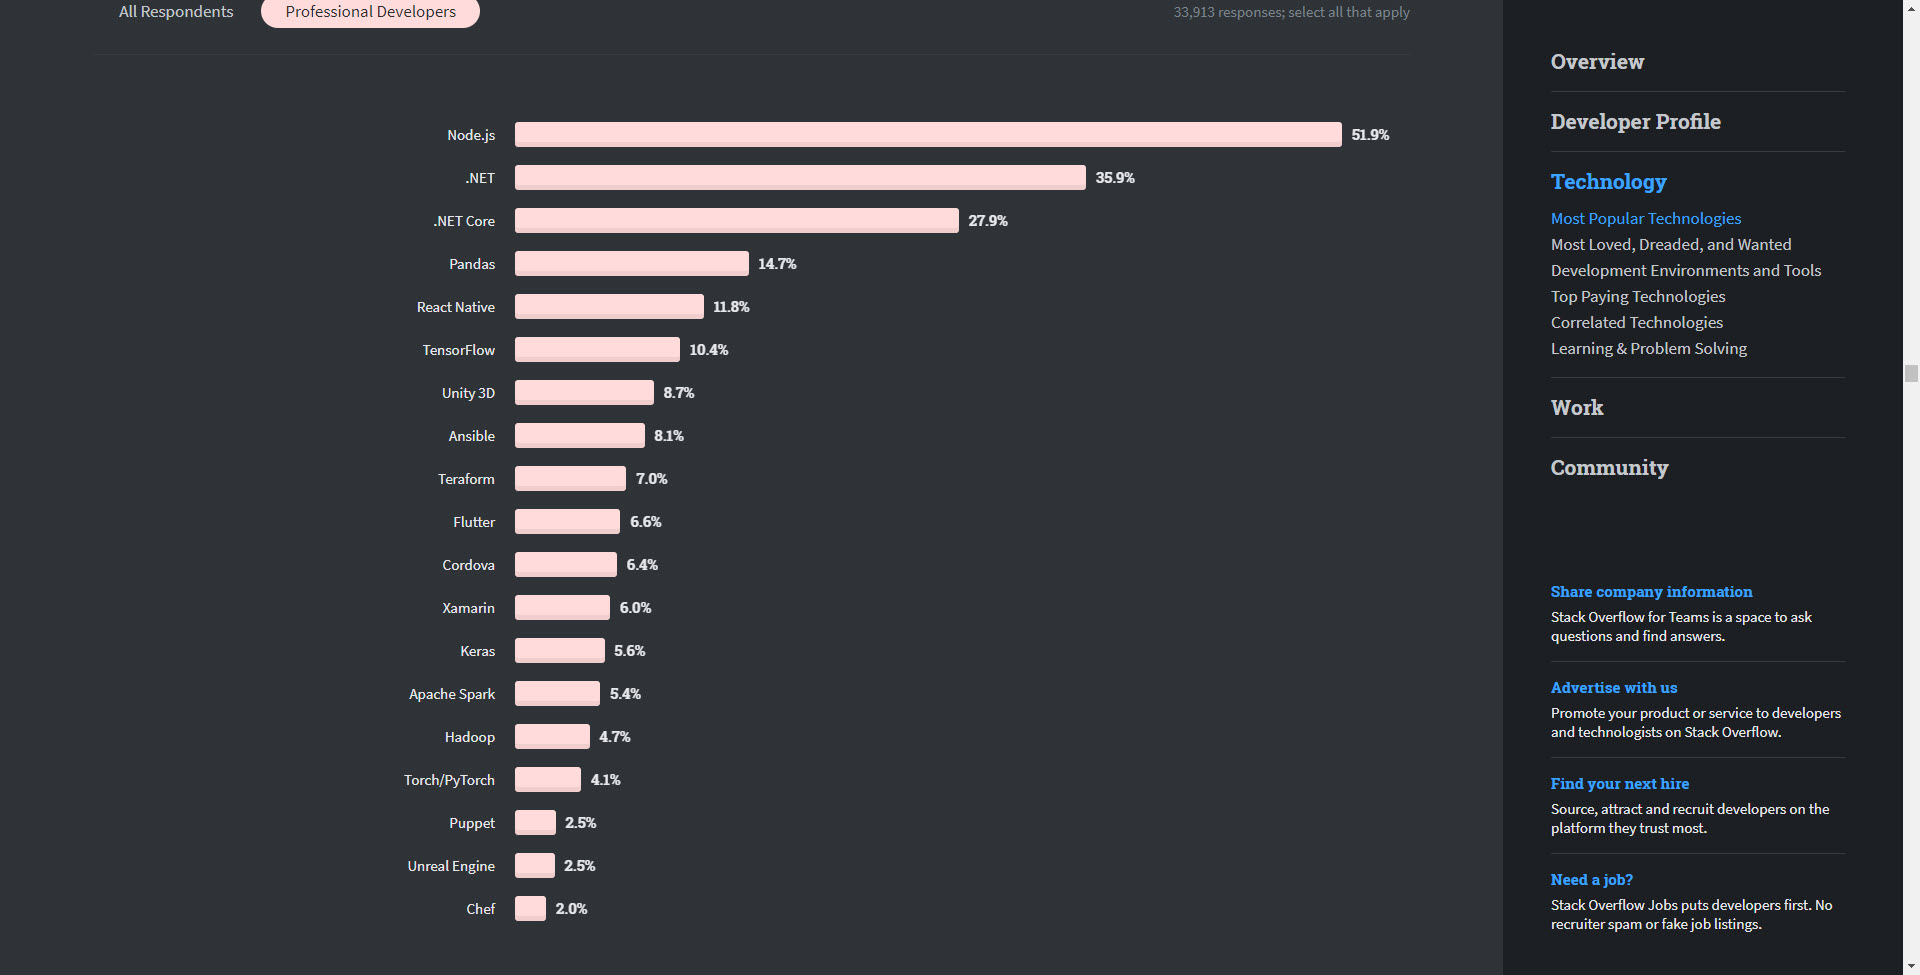 All Respondents
Professional Developers
33,913 responses; select all that apply
Node.js 51.9%
.NET 35.9%
.NET Core 27.9%
Pandas 14.7%
React Native 11.8%
TensorFlow 10.4%
Unity 3D 8.7%
Ansible 8.1%
Teraform 7.0%
Flutter 6.6%
Cordova 6.4%
Xamarin 6.0%
Keras 5.6%
Apache Spark 5.4%
Hadoop 4.7%
Torch/PyTorch 4.1%
Puppet 2.5%
Unreal Engine 2.5%
Chef 2.0%
Overview
Developer Profile
Technology
Most Popular Technologies
Most Loved, Dreaded, and Wanted
Development Environments and Tools
Top Paying Technologies
Correlated Technologies
Learning & Problem Solving
Work
Community
Share company information
Stack Overflow for Teams is a space to ask
questions and find answers.
Advertise with us
Promote your product or service to developers
and technologists on Stack Overflow.
Find your next hire
Source, attract and recruit developers on the
platform they trust most.
Need a job?
Stack Overflow Jobs puts developers first. No
recruiter spam or fake job listings.